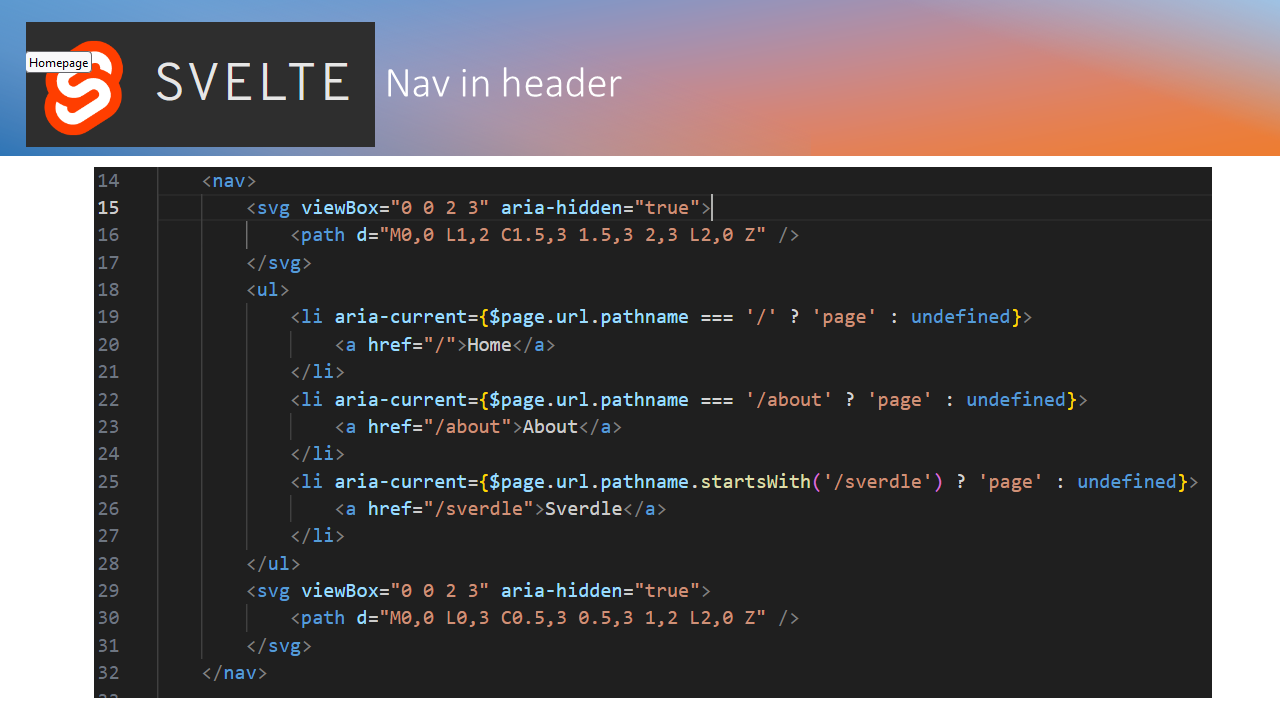 Homepage
SVELTE
Nav in header
14 <nav>
15 <svg viewBox="0 0 2 3" aria-hidden="true">
16 <path d="M0,0 L1,2 C1.5,3 1.5,3 2,3 L2,0 Z" />
17 </svg>
18 <ul>
19 <li aria-current={$page.url.pathname === '/' ? 'page' : undefined}>
20 <a href="/">Home</a>
21 </li>
22 <li aria-current={$page.url.pathname === '/about' ? 'page' : undefined}>
23 <a href="/about">About</a>
24 </li>
25 <li aria-current={$page.url.pathname.startsWith('/sverdle') ? 'page' : undefined}>
26 <a href="/sverdle">Sverdle</a>
27 </li>
28 </ul>
29 <svg viewBox="0 0 2 3" aria-hidden="true">
30 <path d="M0,0 L0,3 C0.5,3 0.5,3 1,2 L2,0 Z" />
31 </svg>
32 </nav>